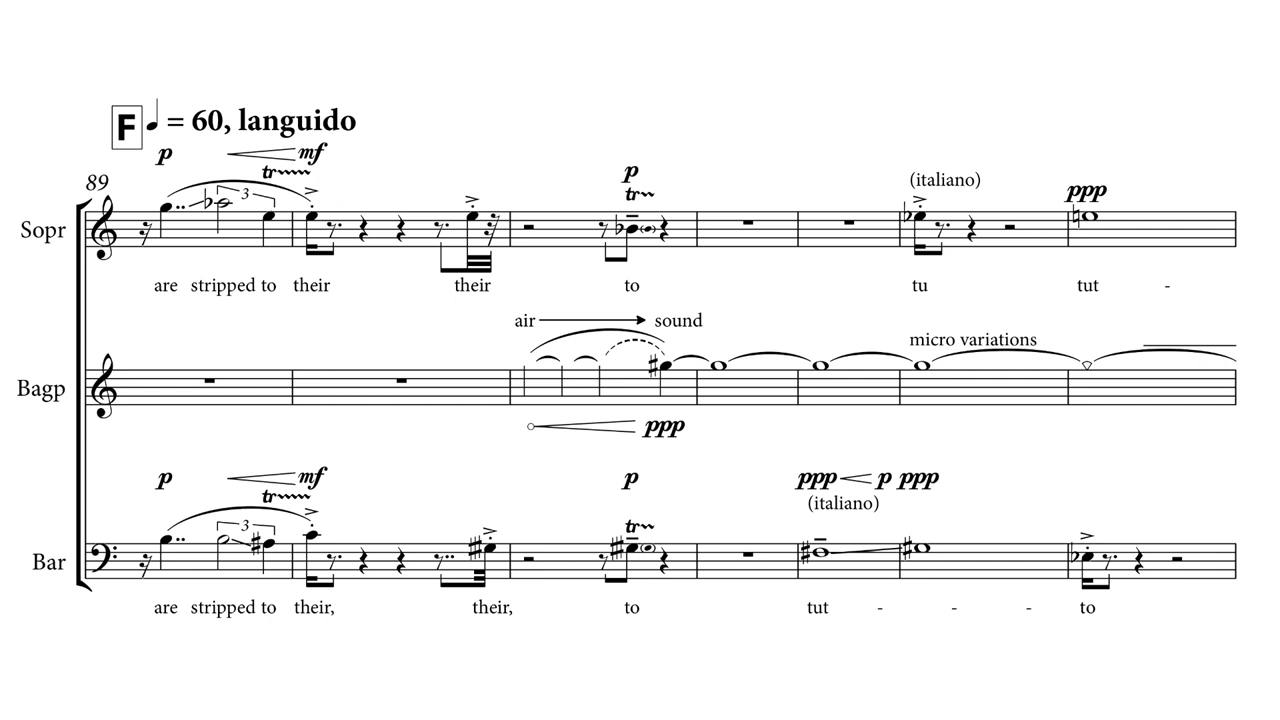 F ♩ = 60, languido
p mf
tr
89 3
Sopr
are stripped to their their to tu tut -
p
tr
(italiano)
ppp
air sound
micro variations
Bagp
ppp
p mf p ppp p ppp
(italiano)
tr tr
3
Bar
are stripped to their, their, to tut - - - to